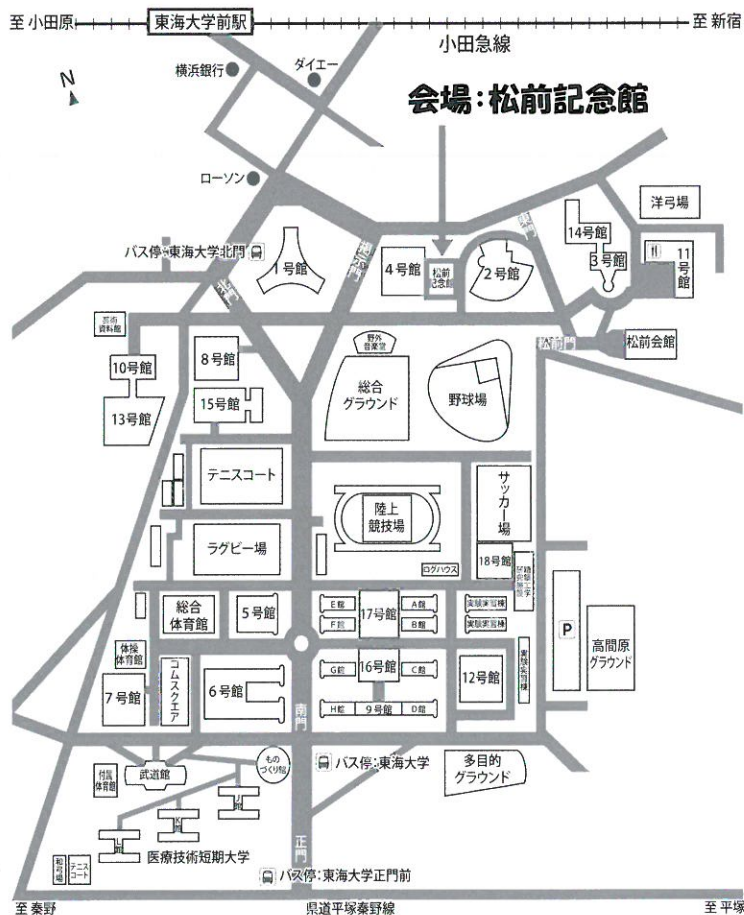 至 小田原
東海大学前駅
至 新宿
小田急線
横浜銀行
ダイエー
N
会場：松前記念館
ローソン
洋弓場
14号館
バス停：東海大学北門
1号館
4号館
松前
記念館
2号館
3号館
11号館
北門
芸術
資料館
野外
音楽堂
松前門
松前会館
8号館
10号館
総合
グラウンド
野球場
15号館
13号館
テニスコート
サッカー場
陸上
競技場
ラグビー場
18号館
ログハウス
総合
体育館
5号館
E館
17号館
A館
実験実習棟
F館
B館
実験実習棟
P
高間原
グラウンド
体操
体育館
コムスクエア
6号館
G館
16号館
C館
12号館
実験実習棟
7号館
H館
9号館
D館
南門
武道館
もの
づくり館
バス停：東海大学
多目的
グラウンド
付属
体育館
医療技術短期大学
正門
テニス
コート
バス停：東海大学正門前
至 秦野
県道平塚秦野線
至 平塚